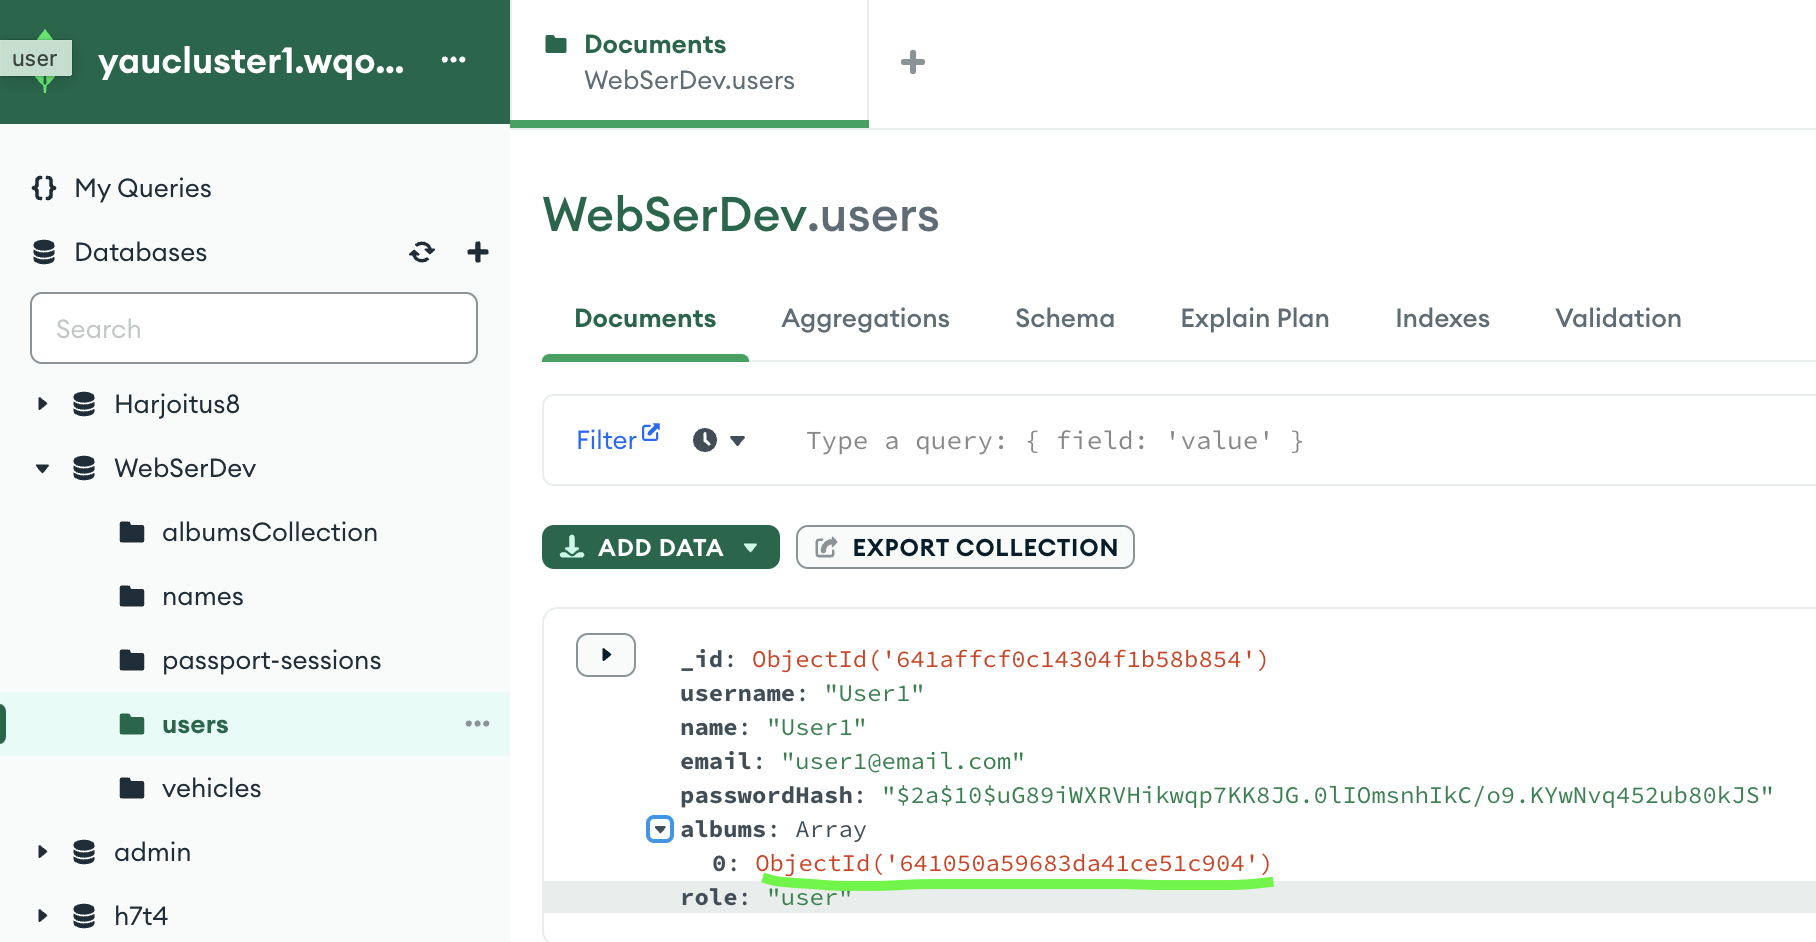 user
yaucluster1.wqo...
Documents
WebSerDev.users
My Queries
Databases
Search
Harjoitus8
WebSerDev
albumsCollection
names
passport-sessions
users
vehicles
admin
h7t4
WebSerDev.users
Documents Aggregations Schema Explain Plan Indexes Validation
Filter Type a query: { field: 'value' }
ADD DATA EXPORT COLLECTION
_id: ObjectId('641affcf0c14304f1b58b854')
username: "User1"
name: "User1"
email: "user1@email.com"
passwordHash: "$2a$10$uG89iWXRVHikwqp7KK8JG.0lIOmsnhIkC/o9.KYwNvq452ub80kJS"
albums: Array
0: ObjectId('641050a59683da41ce51c904')
role: "user"